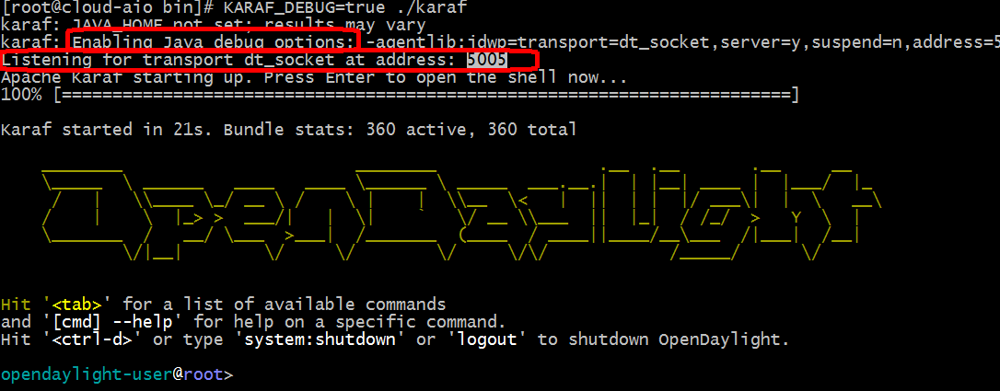 [root@cloud-aio bin]# KARAF_DEBUG=true ./karaf
karaf: JAVA_HOME not set; results may vary
karaf: Enabling Java debug options: -agentlib:jdwp=transport=dt_socket,server=y,suspend=n,address=5
Listening for transport dt_socket at address: 5005
Apache Karaf starting up. Press Enter to open the shell now...
100% [========================================================================]
Karaf started in 21s. Bundle stats: 360 active, 360 total
OpenDaylight
Hit '<tab>' for a list of available commands
and '[cmd] --help' for help on a specific command.
Hit '<ctrl-d>' or type 'system:shutdown' or 'logout' to shutdown OpenDaylight.
opendaylight-user@root>